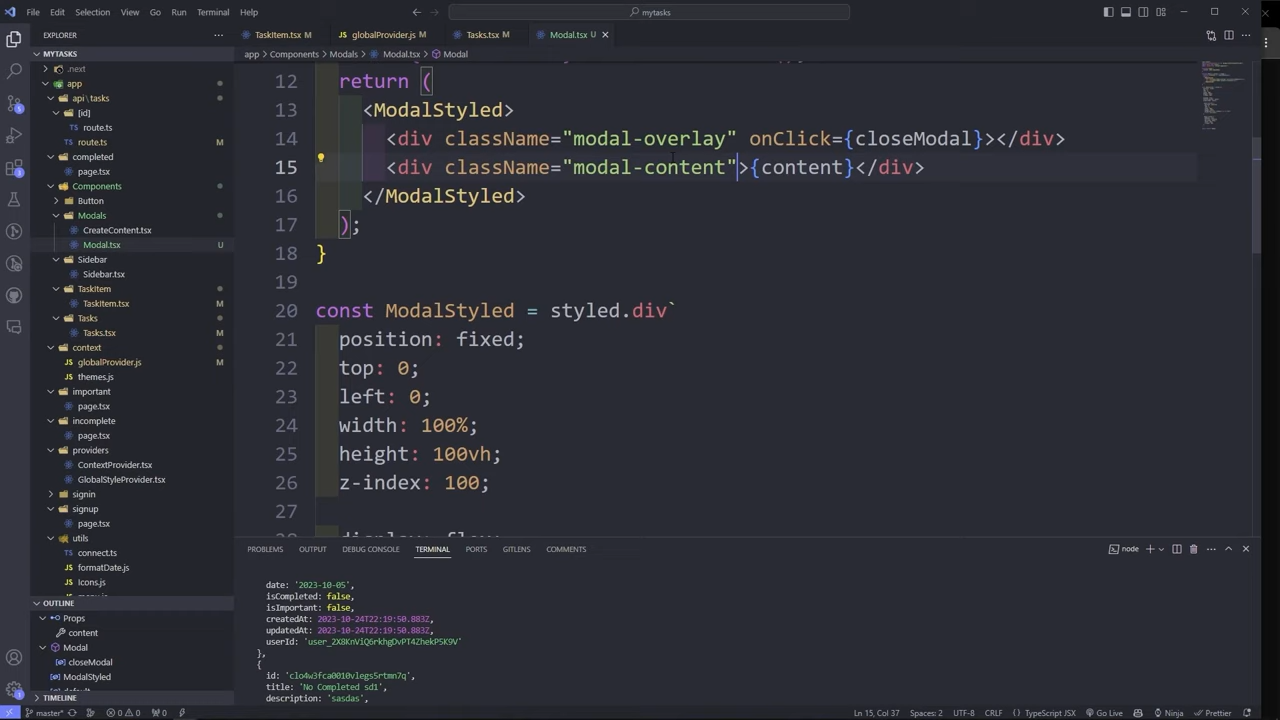 File Edit Selection View Go Run Terminal Help
mytasks
EXPLORER
TaskItem.tsx M
globalProvider.js M
Tasks.tsx M
Modal.tsx U
MYTASKS
app > Components > Modals > Modal.tsx > Modal
.next
app
api\tasks
[id]
route.ts
route.ts M
completed
page.tsx
Components
Button
Modals
CreateContent.tsx
Modal.tsx U
Sidebar
Sidebar.tsx
TaskItem
TaskItem.tsx M
Tasks
Tasks.tsx M
context
globalProvider.js M
themes.js
important
page.tsx
incomplete
page.tsx
providers
ContextProvider.tsx
GlobalStyleProvider.tsx
signin
signup
page.tsx
utils
connect.ts
formatDate.js
Icons.js
OUTLINE
Props
content
Modal
closeModal
ModalStyled
TIMELINE
12 return (
13 <ModalStyled>
14 <div className="modal-overlay" onClick={closeModal}></div>
15 <div className="modal-content">{content}</div>
16 </ModalStyled>
17 );
18 }
19
20 const ModalStyled = styled.div`
21 position: fixed;
22 top: 0;
23 left: 0;
24 width: 100%;
25 height: 100vh;
26 z-index: 100;
27
PROBLEMS OUTPUT DEBUG CONSOLE TERMINAL PORTS GITLENS COMMENTS
node
date: '2023-10-05',
isCompleted: false,
isImportant: false,
createdAt: 2023-10-24T22:19:50.883Z,
updatedAt: 2023-10-24T22:19:50.883Z,
userId: 'user_2X8KnViQ6rkhgDvPT4ZhekP5K9V'
},
{
id: 'clo4w3fca0010vlegs5rtmn7q',
title: 'No Completed sd1',
description: 'sasdas',
master* 0 0 0 Ln 15, Col 37 Spaces: 2 UTF-8 CRLF TypeScript JSX Go Live Ninja Prettier